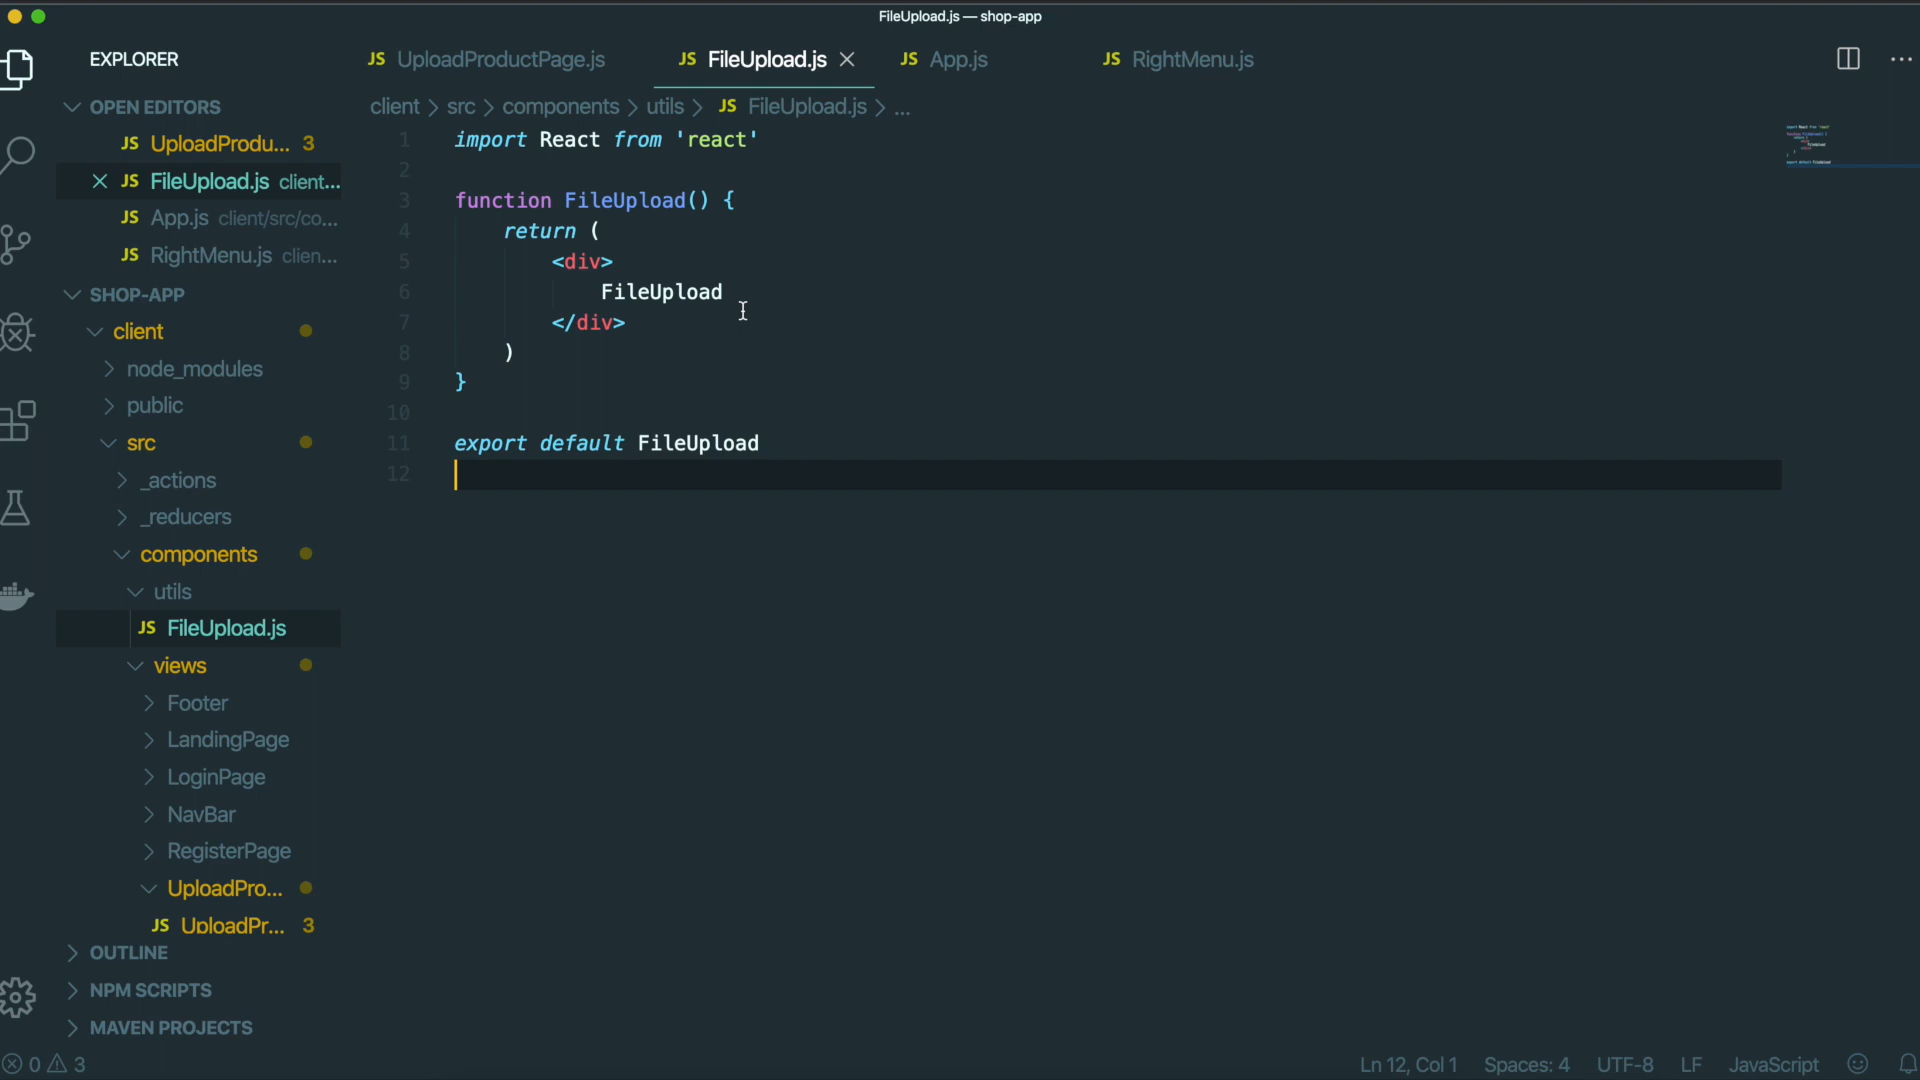 FileUpload.js — shop-app
EXPLORER
JS UploadProductPage.js
JS FileUpload.js
JS App.js
JS RightMenu.js
OPEN EDITORS
JS UploadProdu... 3
JS FileUpload.js client...
JS App.js client/src/co...
JS RightMenu.js clien...
SHOP-APP
client
node_modules
public
src
_actions
_reducers
components
utils
JS FileUpload.js
views
Footer
LandingPage
LoginPage
NavBar
RegisterPage
UploadPro...
JS UploadPr... 3
OUTLINE
NPM SCRIPTS
MAVEN PROJECTS
client > src > components > utils > JS FileUpload.js > ...
1 import React from 'react'
2
3 function FileUpload() {
4 return (
5 <div>
6 FileUpload
7 </div>
8 )
9 }
10
11 export default FileUpload
12
0 3
Ln 12, Col 1 Spaces: 4 UTF-8 LF JavaScript